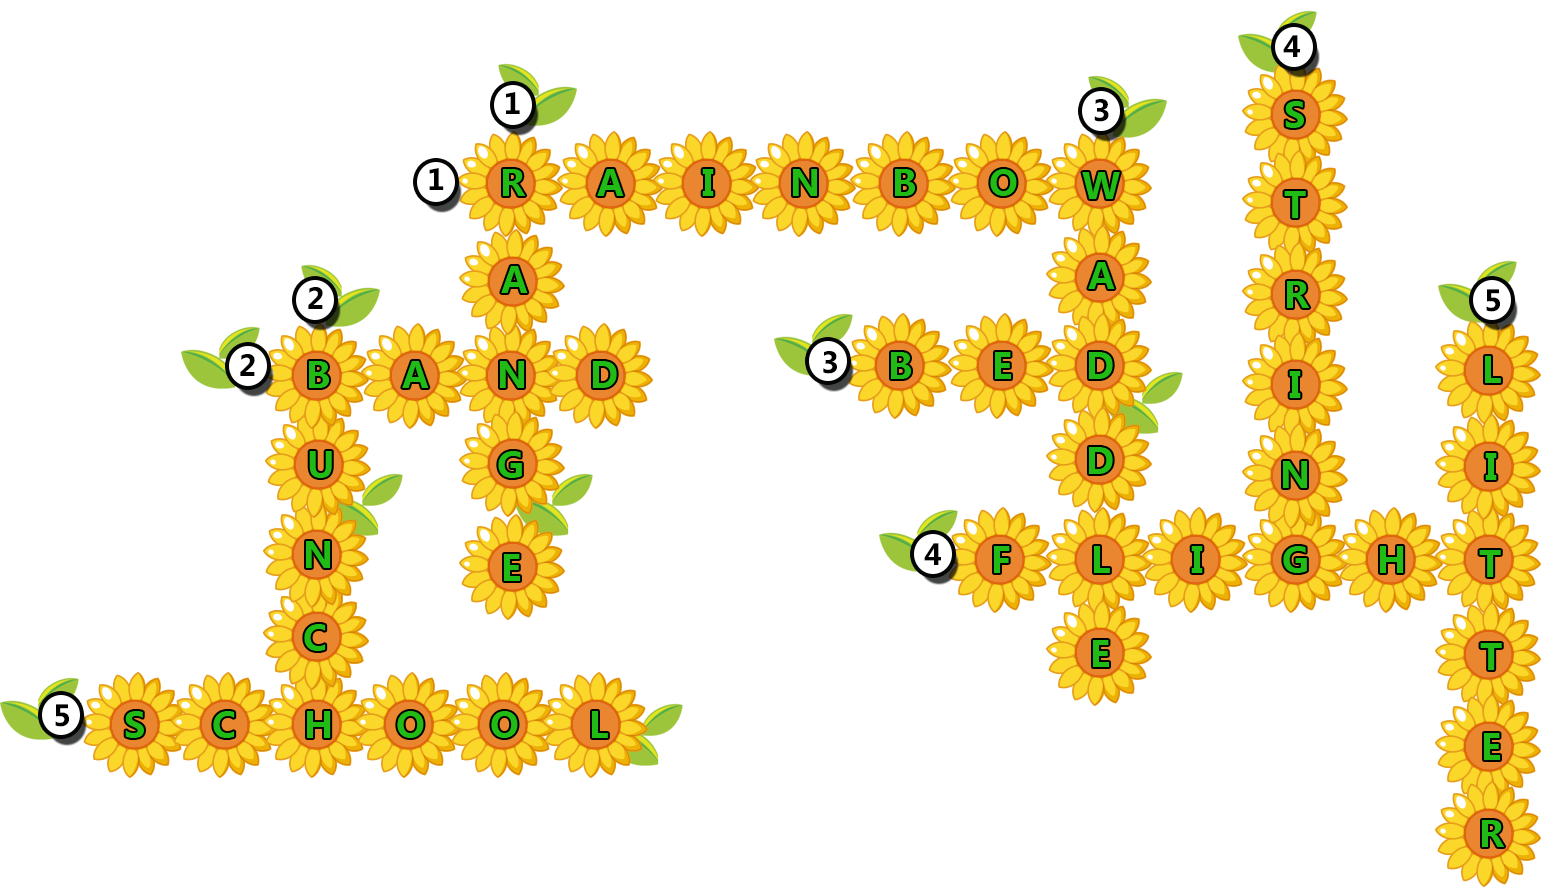 4
S
1
3
1 R A I N B O W
T
A
A
R
5
2
2 B A N D
3 B E D
I
L
U
G
D
N
I
N
E
4 F L I G H T
C
E
T
5 S C H O O L
E
R